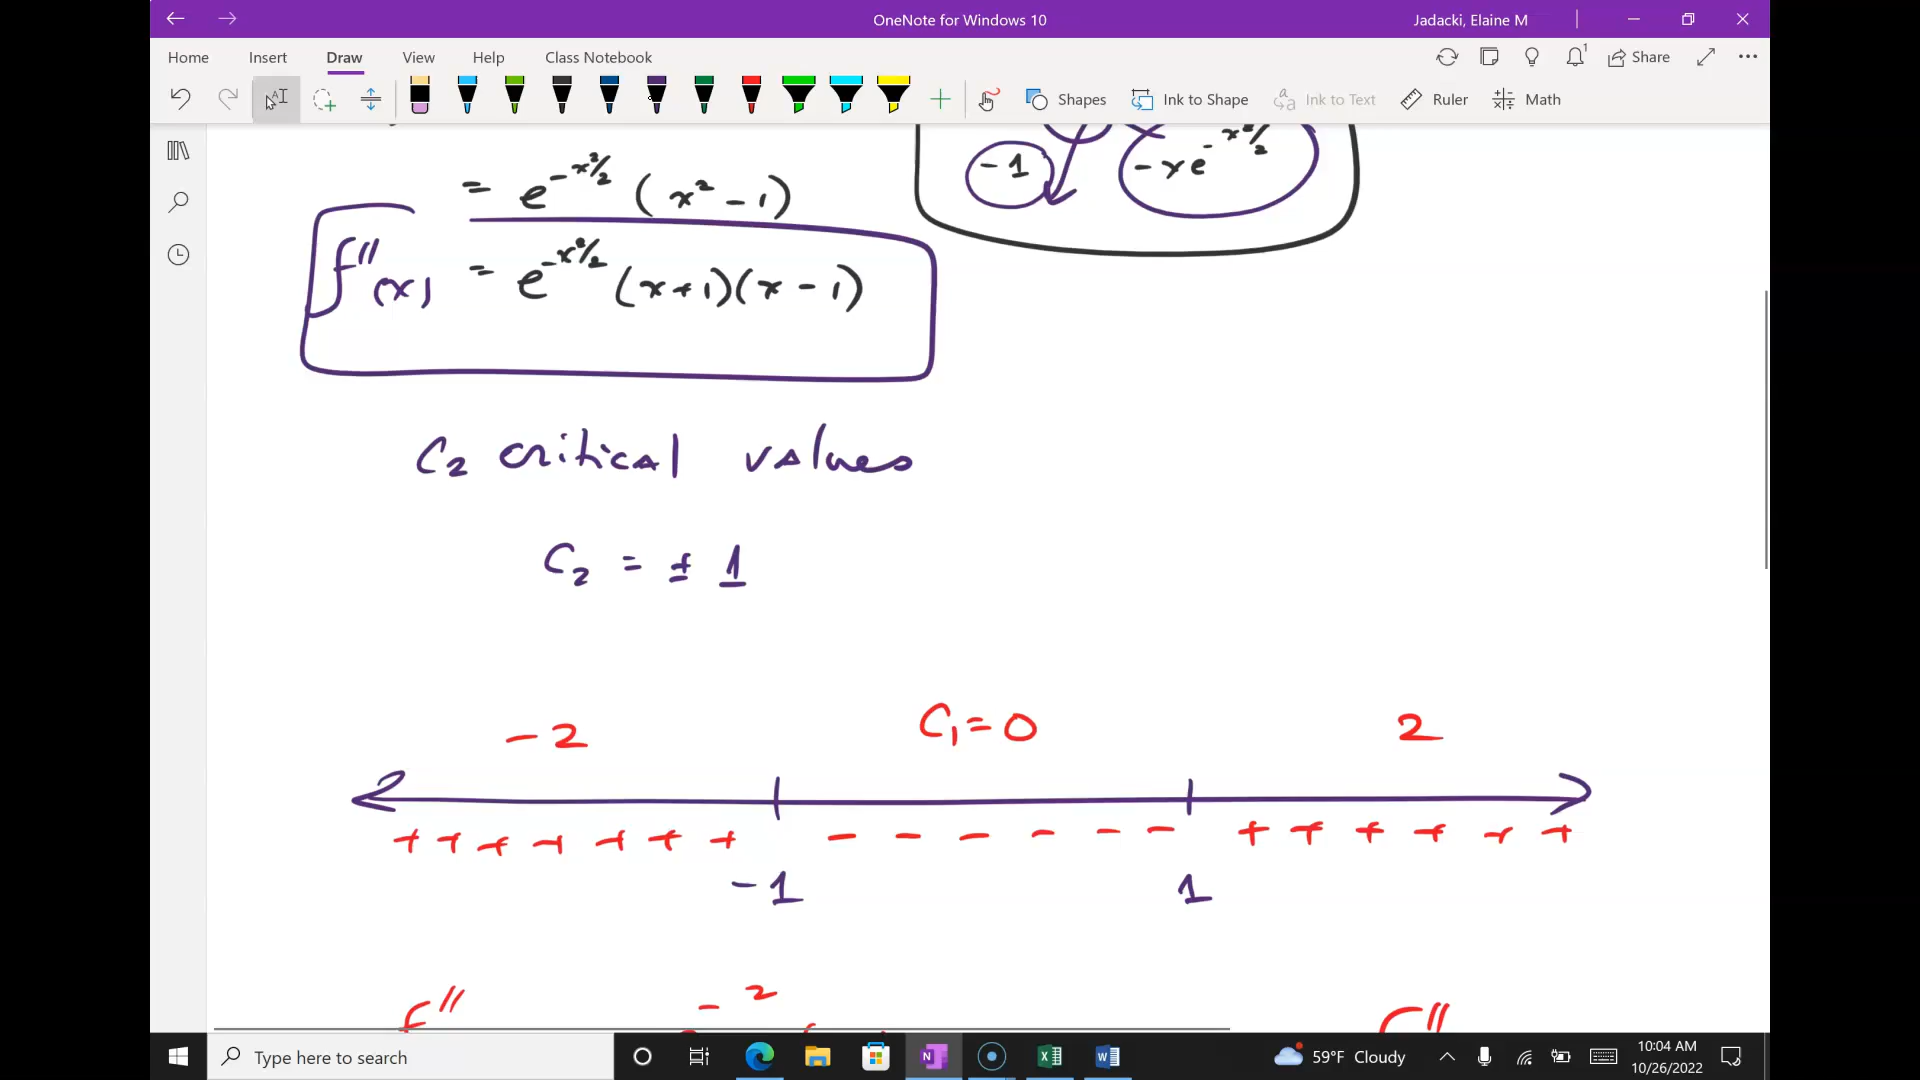 OneNote for Windows 10
Jadacki, Elaine M
Home Insert Draw View Help Class Notebook
Share
Shapes Ink to Shape Ink to Text Ruler Math
= e^{-x²/2} (x² - 1)
-1
-xe^{-x²/2}
f''(x) = e^{-x²/2} (x+1)(x-1)
C₂ critical values
C₂ = ± 1
-2 C₁=0 2
+ + + + + + + - - - - - - + + + + + +
-1 1
f'' - 2 f''
Type here to search
59°F Cloudy
10:04 AM
10/26/2022